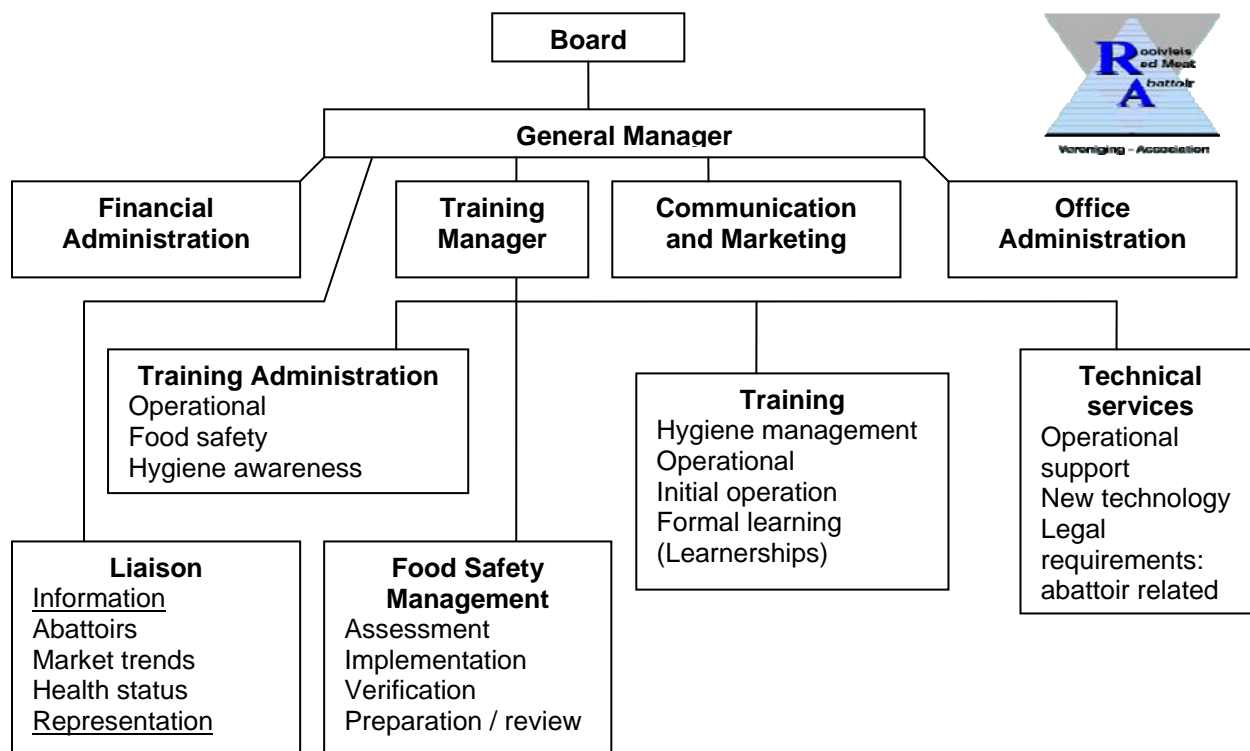 Board
Rooivleis
Red Meat
Abattoir
Vereniging - Association
General Manager
Financial
Administration
Training
Manager
Communication
and Marketing
Office
Administration
Training Administration
Operational
Food safety
Hygiene awareness
Training
Hygiene management
Operational
Initial operation
Formal learning
(Learnerships)
Technical
services
Operational
support
New technology
Legal
requirements:
abattoir related
Liaison
Information
Abattoirs
Market trends
Health status
Representation
Food Safety
Management
Assessment
Implementation
Verification
Preparation / review